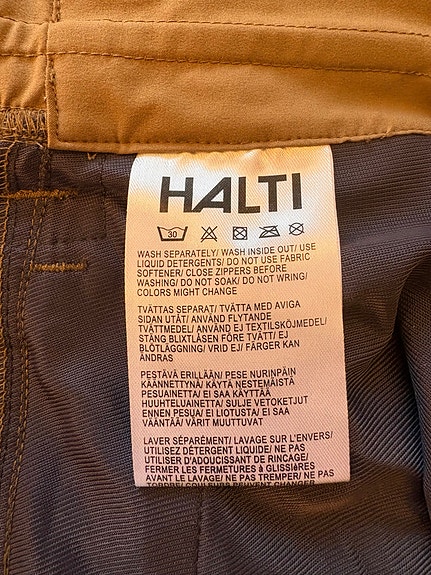 HALTI
30
WASH SEPARATELY/ WASH INSIDE OUT/ USE
LIQUID DETERGENTS/ DO NOT USE FABRIC
SOFTENER/ CLOSE ZIPPERS BEFORE
WASHING/ DO NOT SOAK/ DO NOT WRING/
COLORS MIGHT CHANGE
TVÄTTAS SEPARAT/ TVÄTTA MED AVIGA
SIDAN UTÅT/ ANVÄND FLYTANDE
TVÄTTMEDEL/ ANVÄND EJ TEXTILSKÖJMEDEL/
STÄNG BLIXTLÅSEN FÖRE TVÄTT/ EJ
BLÖTLÄGGNING/ VRID EJ/ FÄRGER KAN
ÄNDRAS
PESTÄVÄ ERILLÄÄN/ PESE NURINPÄIN
KÄÄNNETTYNÄ/ KÄYTÄ NESTEMÄISTÄ
PESUAINETTA/ EI SAA KÄYTTÄÄ
HUUHTELUAINETTA/ SULJE VETOKETJUT
ENNEN PESUA/ EI LIOTUSTA/ EI SAA
VÄÄNTÄÄ/ VÄRIT MUUTTUVAT
LAVER SÉPARÉMENT/ LAVAGE SUR L'ENVERS/
UTILISEZ DÉTERGENT LIQUIDE/ NE PAS
UTILISER D'ADOUCISSANT DE RINCAGE/
FERMER LES FERMETURES à GLISSIèRES
AVANT LE LAVAGE/ NE PAS TREMPER/ NE PAS
TORDRE/ COULEURS PEUVENT CHANGER